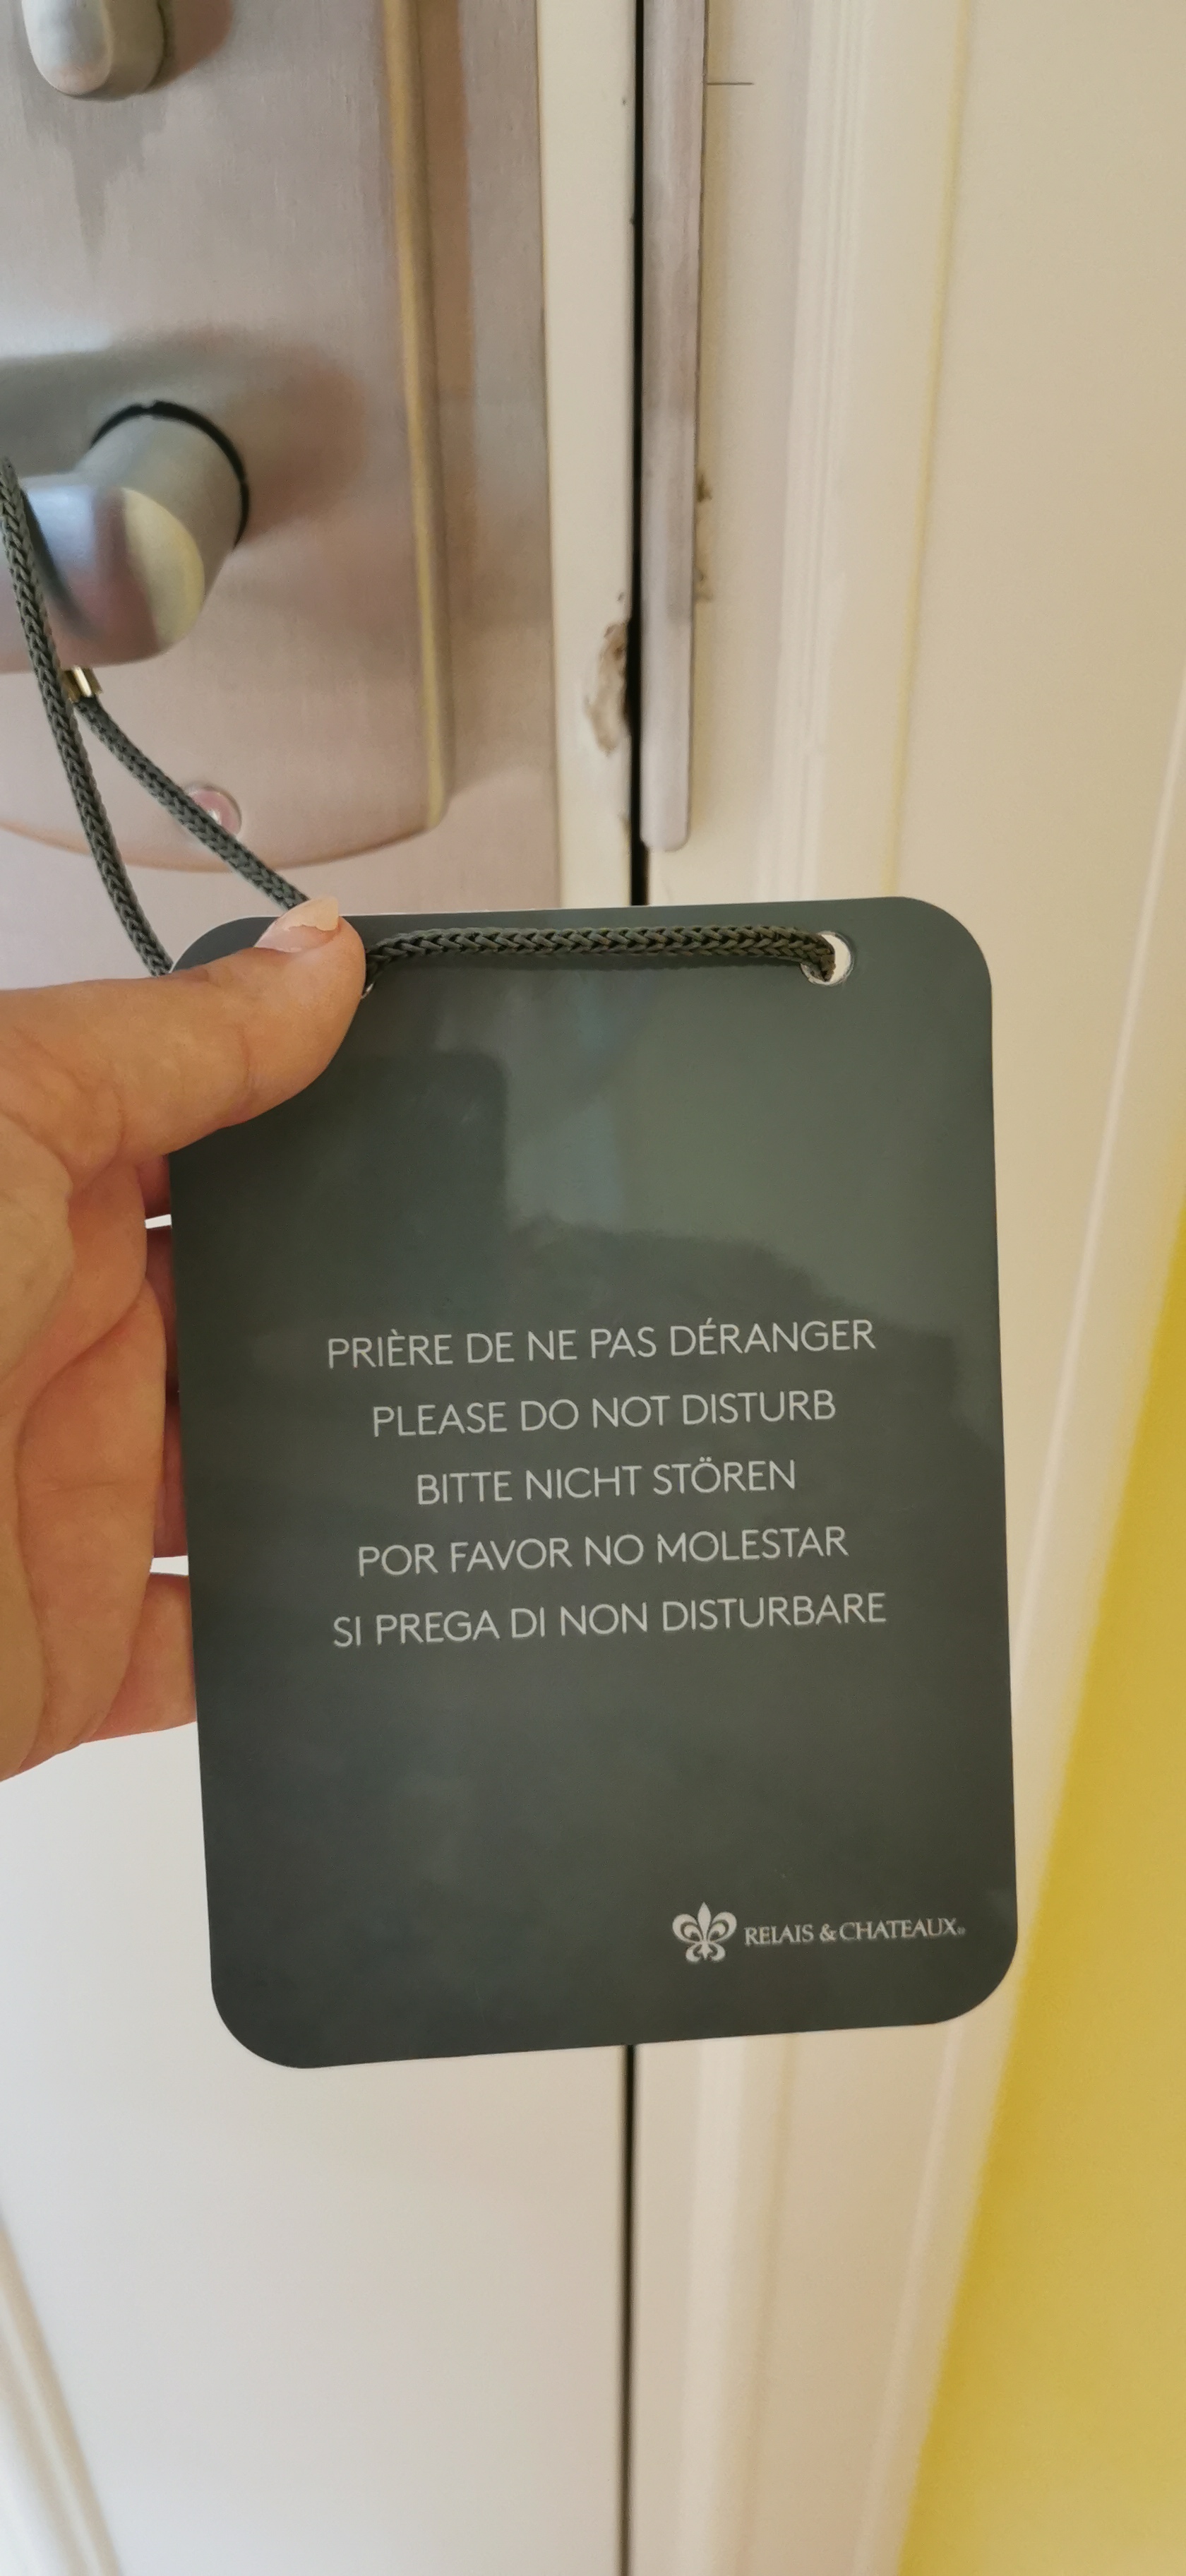 PRIÈRE DE NE PAS DÉRANGER
PLEASE DO NOT DISTURB
BITTE NICHT STÖREN
POR FAVOR NO MOLESTAR
SI PREGA DI NON DISTURBARE
RELAIS & CHATEAUX